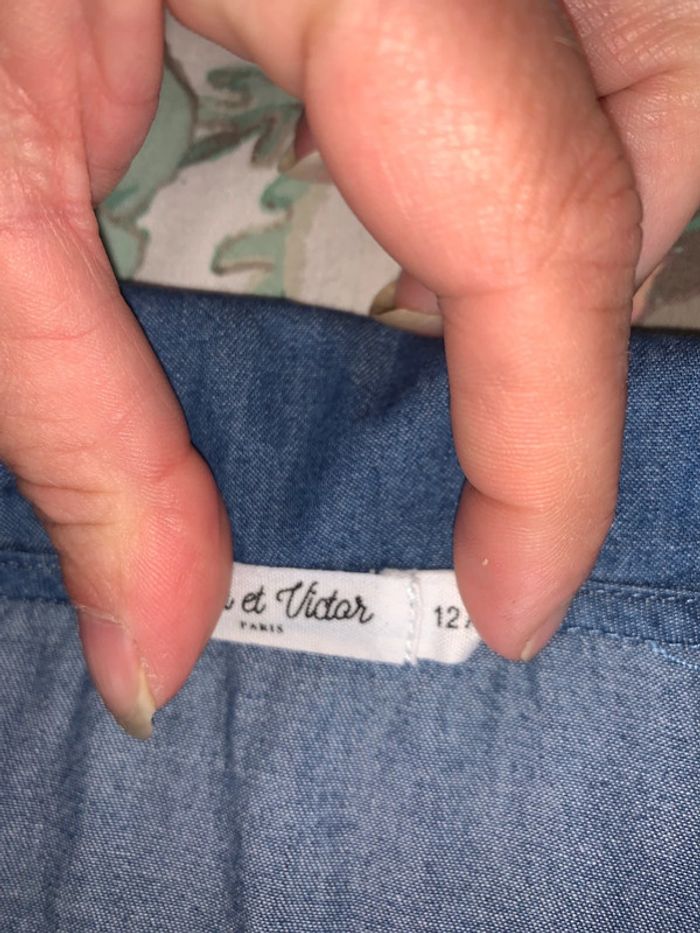 et Victor
PARIS
12